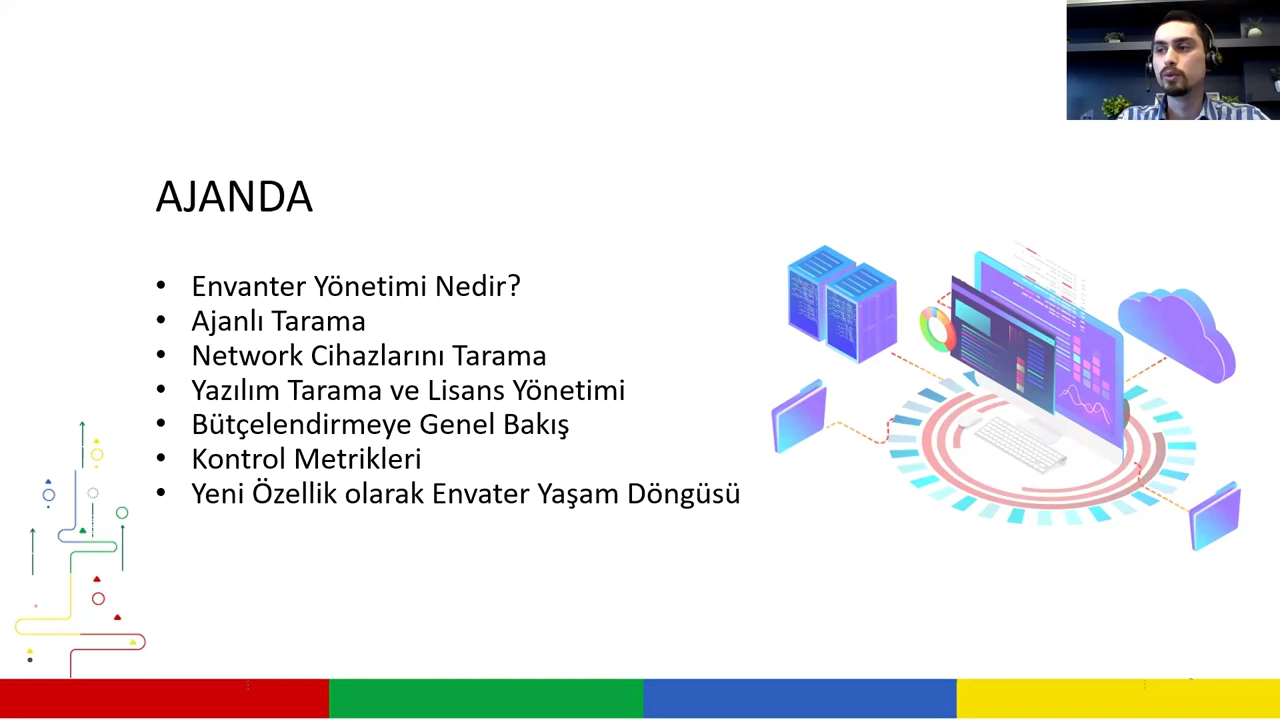 AJANDA
• Envanter Yönetimi Nedir?
• Ajanlı Tarama
• Network Cihazlarını Tarama
• Yazılım Tarama ve Lisans Yönetimi
• Bütçelendirmeye Genel Bakış
• Kontrol Metrikleri
• Yeni Özellik olarak Envater Yaşam Döngüsü